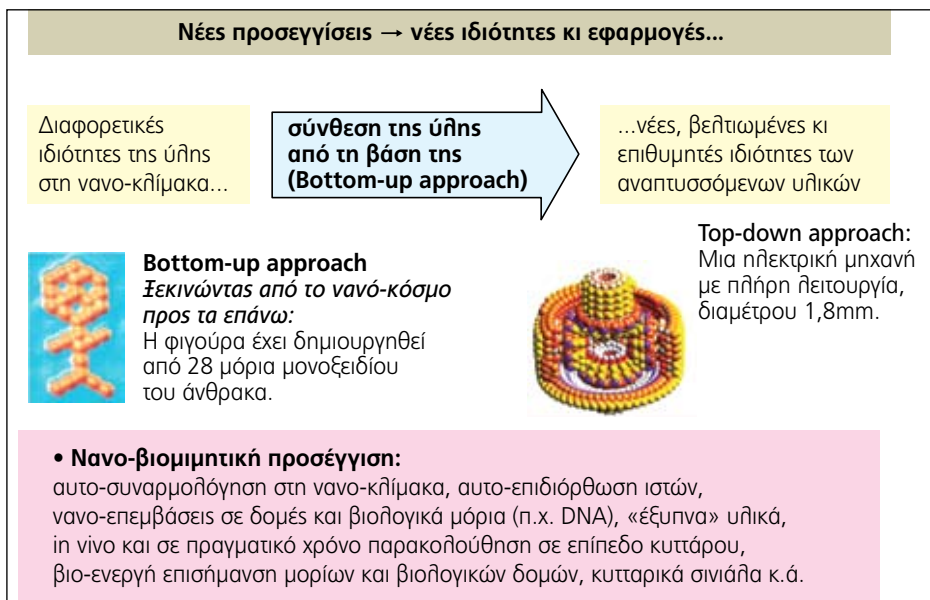 Νέες προσεγγίσεις → νέες ιδιότητες κι εφαρμογές...
Διαφορετικές
ιδιότητες της ύλης
στη νανο-κλίμακα...
σύνθεση της ύλης
από τη βάση της
(Bottom-up approach)
...νέες, βελτιωμένες κι
επιθυμητές ιδιότητες των
αναπτυσσόμενων υλικών
Bottom-up approach
Ξεκινώντας από το νανό-κόσμο
προς τα επάνω:
Η φιγούρα έχει δημιουργηθεί
από 28 μόρια μονοξειδίου
του άνθρακα.
Top-down approach:
Μια ηλεκτρική μηχανή
με πλήρη λειτουργία,
διαμέτρου 1,8mm.
• Νανο-βιομιμητική προσέγγιση:
αυτο-συναρμολόγηση στη νανο-κλίμακα, αυτο-επιδιόρθωση ιστών,
νανο-επεμβάσεις σε δομές και βιολογικά μόρια (π.χ. DNA), «έξυπνα» υλικά,
in vivo και σε πραγματικό χρόνο παρακολούθηση σε επίπεδο κυττάρου,
βιο-ενεργή επισήμανση μορίων και βιολογικών δομών, κυτταρικά σινιάλα κ.ά.